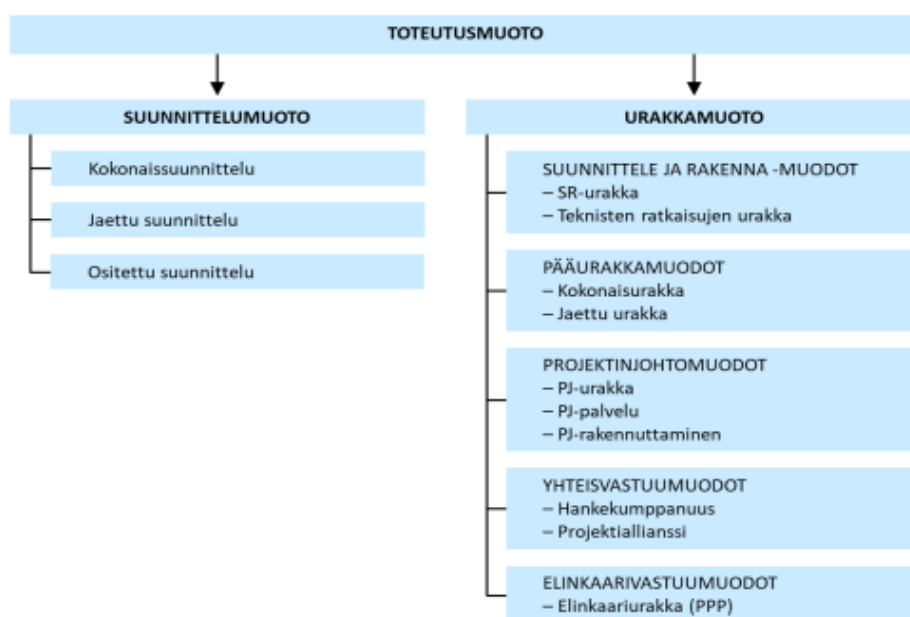 TOTEUTUSMUOTO
SUUNNITTELUMUOTO
Kokonaissuunnittelu
Jaettu suunnittelu
Ositettu suunnittelu
URAKKAMUOTO
SUUNNITTELE JA RAKENNA -MUODOT
– SR-urakka
– Teknisten ratkaisujen urakka
PÄÄURAKKAMUODOT
– Kokonaisurakka
– Jaettu urakka
PROJEKTINJOHTOMUODOT
– PJ-urakka
– PJ-palvelu
– PJ-rakennuttaminen
YHTEISVASTUUMUODOT
– Hankekumppanuus
– Projektiallianssi
ELINKAARIVASTUUMUODOT
– Elinkaariurakka (PPP)